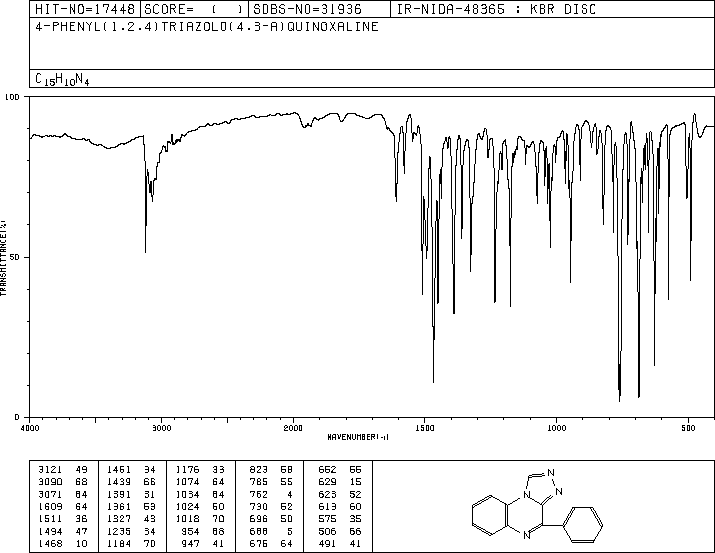 HIT-NO=17448 SCORE= ( ) SDBS-NO=31936 IR-NIDA-48365 : KBR DISC
4-PHENYL(1.2.4)TRIAZOLO(4.3-A)QUINOXALINE
C15H10N4
100
TRANSMITTANCE(%)
50
0
4000 3000 2000 1500 1000 500
WAVENUMBER(-1)
3121 49 1461 34 1176 33 823 58 652 55
3090 68 1439 66 1074 64 785 55 629 15
3071 64 1391 31 1034 64 762 4 623 52
1609 64 1361 53 1024 60 730 52 613 60
1511 36 1327 43 1018 70 696 50 575 35
1494 47 1235 34 954 68 688 5 506 66
1468 10 1184 70 947 41 676 64 491 41
N
N
N
N